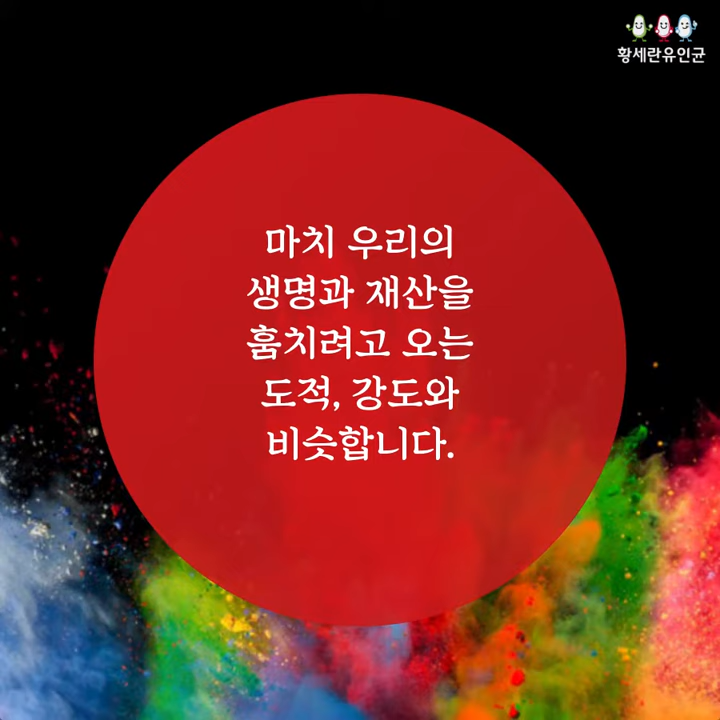 황세란유인균
마치 우리의
생명과 재산을
훔치려고 오는
도적, 강도와
비슷합니다.